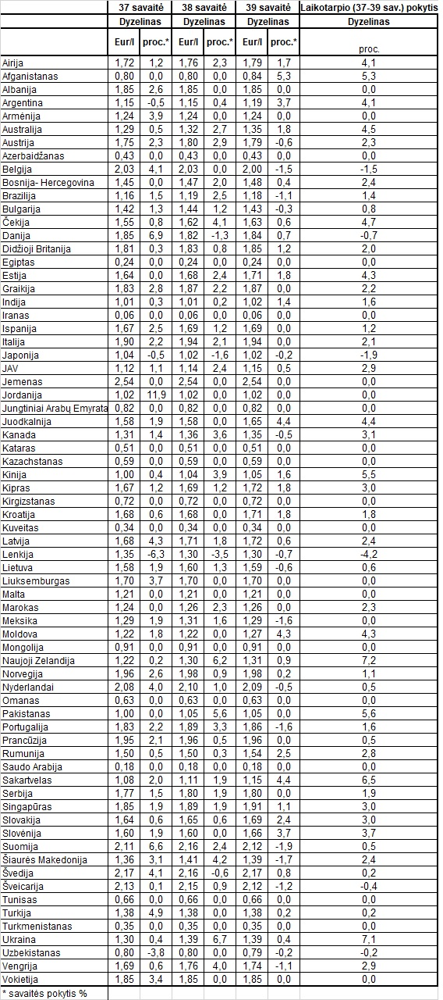 37 savaitė 38 savaitė 39 savaitė Laikotarpio (37-39 sav.) pokytis
Dyzelinas Dyzelinas Dyzelinas Dyzelinas
Eur/l proc.* Eur/l proc.* Eur/l proc.* proc.
Airija 1,72 1,2 1,76 2,3 1,79 1,7 4,1
Afganistanas 0,80 0,0 0,80 0,0 0,84 5,3 5,3
Albanija 1,85 2,6 1,85 0,0 1,85 0,0 0,0
Argentina 1,15 -0,5 1,15 0,4 1,19 3,7 4,1
Armėnija 1,24 3,9 1,24 0,0 1,24 0,0 0,0
Australija 1,29 0,5 1,32 2,7 1,35 1,8 4,5
Austrija 1,75 2,3 1,80 2,9 1,79 -0,6 2,3
Azerbaidžanas 0,43 0,0 0,43 0,0 0,43 0,0 0,0
Belgija 2,03 4,1 2,03 0,0 2,00 -1,5 -1,5
Bosnija- Hercegovina 1,45 0,0 1,47 2,0 1,48 0,4 2,4
Brazilija 1,16 1,5 1,19 2,5 1,18 -1,1 1,4
Bulgarija 1,42 1,3 1,44 1,2 1,43 -0,3 0,8
Čekija 1,55 0,8 1,62 4,1 1,63 0,6 4,7
Danija 1,85 6,9 1,82 -1,3 1,84 0,7 -0,7
Didžioji Britanija 1,81 0,3 1,83 0,8 1,85 1,2 2,0
Egiptas 0,24 0,0 0,24 0,0 0,24 0,0 0,0
Estija 1,64 0,0 1,68 2,4 1,71 1,8 4,3
Graikija 1,83 2,8 1,87 2,2 1,87 0,0 2,2
Indija 1,01 0,3 1,01 0,2 1,02 1,4 1,6
Iranas 0,06 0,0 0,06 0,0 0,06 0,0 0,0
Ispanija 1,67 2,5 1,69 1,2 1,69 0,0 1,2
Italija 1,90 2,2 1,94 2,1 1,94 0,0 2,1
Japonija 1,04 -0,5 1,02 -1,6 1,02 -0,2 -1,9
JAV 1,12 1,1 1,14 2,4 1,15 0,5 2,9
Jemenas 2,54 0,0 2,54 0,0 2,54 0,0 0,0
Jordanija 1,02 11,9 1,02 0,0 1,02 0,0 0,0
Jungtiniai Arabų Emyrata 0,82 0,0 0,82 0,0 0,82 0,0 0,0
Juodkalnija 1,58 1,9 1,58 0,0 1,65 4,4 4,4
Kanada 1,31 1,4 1,36 3,6 1,35 -0,5 3,1
Kataras 0,51 0,0 0,51 0,0 0,51 0,0 0,0
Kazachstanas 0,59 0,0 0,59 0,0 0,59 0,0 0,0
Kinija 1,00 0,4 1,04 3,9 1,05 1,6 5,5
Kipras 1,67 1,2 1,69 1,2 1,72 1,8 3,0
Kirgizstanas 0,72 0,0 0,72 0,0 0,72 0,0 0,0
Kroatija 1,68 0,6 1,68 0,0 1,71 1,8 1,8
Kuveitas 0,34 0,0 0,34 0,0 0,34 0,0 0,0
Latvija 1,68 4,3 1,71 1,8 1,72 0,6 2,4
Lenkija 1,35 -6,3 1,30 -3,5 1,30 -0,7 -4,2
Lietuva 1,58 1,9 1,60 1,3 1,59 -0,6 0,6
Liuksemburgas 1,70 3,7 1,70 0,0 1,70 0,0 0,0
Malta 1,21 0,0 1,21 0,0 1,21 0,0 0,0
Marokas 1,24 0,0 1,26 2,3 1,26 0,0 2,3
Meksika 1,29 1,9 1,31 1,6 1,29 -1,6 0,0
Moldova 1,22 1,8 1,22 0,0 1,27 4,3 4,3
Mongolija 0,91 0,0 0,91 0,0 0,91 0,0 0,0
Naujoji Zelandija 1,22 0,2 1,30 6,2 1,31 0,9 7,2
Norvegija 1,96 2,6 1,98 0,9 1,98 0,2 1,1
Nyderlandai 2,08 4,0 2,10 1,0 2,09 -0,5 0,5
Omanas 0,63 0,0 0,63 0,0 0,63 0,0 0,0
Pakistanas 1,00 0,0 1,05 5,6 1,05 0,0 5,6
Portugalija 1,83 2,2 1,89 3,3 1,86 -1,6 1,6
Prancūzija 1,95 2,1 1,96 0,5 1,96 0,0 0,5
Rumunija 1,50 0,5 1,50 0,3 1,54 2,5 2,8
Saudo Arabija 0,18 0,0 0,18 0,0 0,18 0,0 0,0
Sakartvelas 1,08 2,0 1,11 1,9 1,15 4,4 6,5
Serbija 1,77 1,5 1,80 1,9 1,80 0,0 1,9
Singapūras 1,85 1,9 1,89 1,9 1,91 1,1 3,0
Slovakija 1,64 0,6 1,65 0,6 1,69 2,4 3,0
Slovėnija 1,60 1,9 1,60 0,0 1,66 3,7 3,7
Suomija 2,11 6,6 2,16 2,4 2,12 -1,9 0,5
Šiaurės Makedonija 1,36 3,1 1,41 4,2 1,39 -1,7 2,4
Švedija 2,17 4,1 2,16 -0,6 2,17 0,8 0,2
Šveicarija 2,13 0,1 2,15 0,9 2,12 -1,2 -0,4
Tunisas 0,66 0,0 0,66 0,0 0,66 0,0 0,0
Turkija 1,38 4,9 1,38 0,0 1,38 0,2 0,2
Turkmenistanas 0,35 0,0 0,35 0,0 0,35 0,0 0,0
Ukraina 1,30 0,4 1,39 6,7 1,39 0,4 7,1
Uzbekistanas 0,80 -3,8 0,80 0,0 0,79 -0,2 -0,2
Vengrija 1,69 0,6 1,76 4,0 1,74 -1,1 2,9
Vokietija 1,85 3,4 1,85 0,0 1,85 0,0 0,0
* savaitės pokytis %